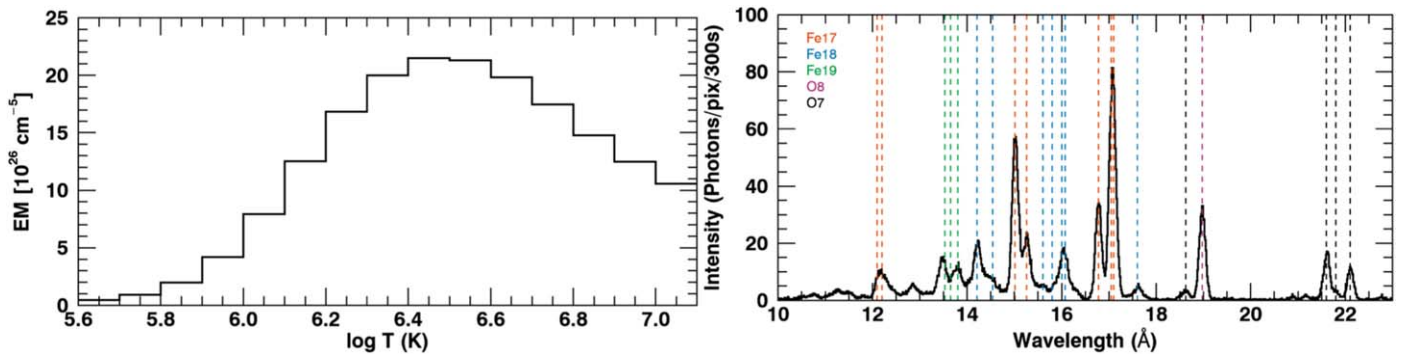 25
20
15
10
5
0
EM [10²⁶ cm⁻⁵]
5.6 5.8 6.0 6.2 6.4 6.6 6.8 7.0
log T (K)
100
80
60
40
20
0
Intensity (Photons/pix/300s)
Fe17
Fe18
Fe19
O8
O7
10 12 14 16 18 20 22
Wavelength (Å)